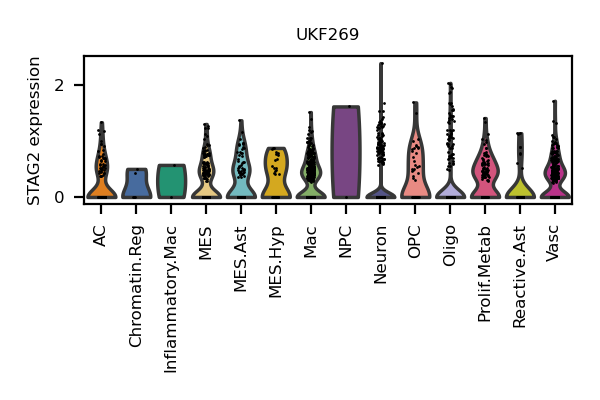 UKF269
STAG2 expression
2
0
AC
Chromatin.Reg
Inflammatory.Mac
MES
MES.Ast
MES.Hyp
Mac
NPC
Neuron
OPC
Oligo
Prolif.Metab
Reactive.Ast
Vasc